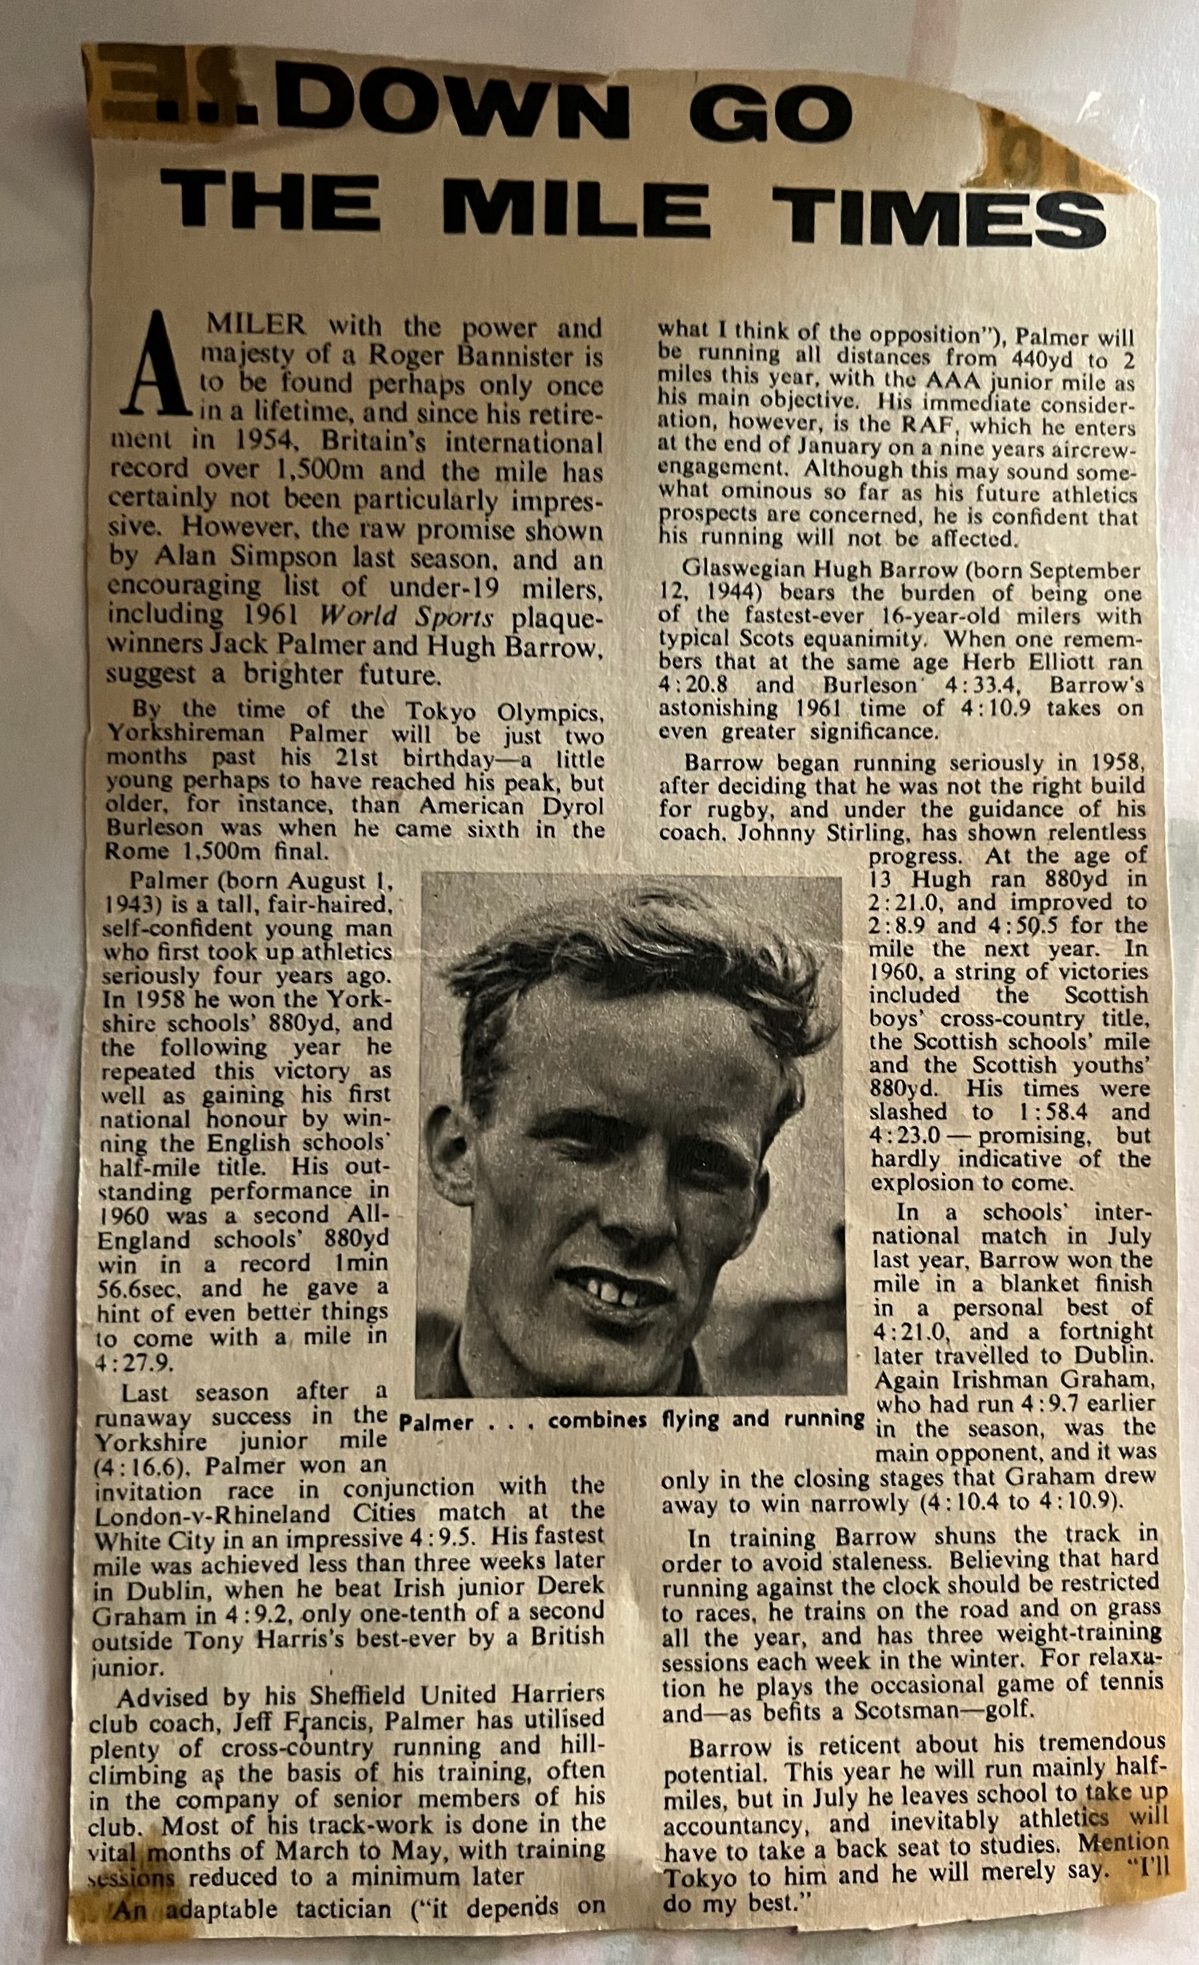 ...DOWN GO
THE MILE TIMES
A MILER with the power and
majesty of a Roger Bannister is
to be found perhaps only once
in a lifetime, and since his retire-
ment in 1954, Britain's international
record over 1,500m and the mile has
certainly not been particularly impres-
sive. However, the raw promise shown
by Alan Simpson last season, and an
encouraging list of under-19 milers,
including 1961 World Sports plaque-
winners Jack Palmer and Hugh Barrow,
suggest a brighter future.
By the time of the Tokyo Olympics,
Yorkshireman Palmer will be just two
months past his 21st birthday—a little
young perhaps to have reached his peak, but
older, for instance, than American Dyrol
Burleson was when he came sixth in the
Rome 1,500m final.
Palmer (born August 1,
1943) is a tall, fair-haired,
self-confident young man
who first took up athletics
seriously four years ago.
In 1958 he won the York-
shire schools' 880yd, and
the following year he
repeated this victory as
well as gaining his first
national honour by win-
ning the English schools'
half-mile title. His out-
standing performance in
1960 was a second All-
England schools' 880yd
win in a record 1min
56.6sec, and he gave a
hint of even better things
to come with a mile in
4:27.9.
Last season after a
runaway success in the
Yorkshire junior mile
(4:16.6), Palmer won an
invitation race in conjunction with the
London-v-Rhineland Cities match at the
White City in an impressive 4:9.5. His fastest
mile was achieved less than three weeks later
in Dublin, when he beat Irish junior Derek
Graham in 4:9.2, only one-tenth of a second
outside Tony Harris's best-ever by a British
junior.
Advised by his Sheffield United Harriers
club coach, Jeff Francis, Palmer has utilised
plenty of cross-country running and hill-
climbing as the basis of his training, often
in the company of senior members of his
club. Most of his track-work is done in the
vital months of March to May, with training
sessions reduced to a minimum later
An adaptable tactician ("it depends on
Palmer . . . combines flying and running
what I think of the opposition"), Palmer will
be running all distances from 440yd to 2
miles this year, with the AAA junior mile as
his main objective. His immediate consider-
ation, however, is the RAF, which he enters
at the end of January on a nine years aircrew-
engagement. Although this may sound some-
what ominous so far as his future athletics
prospects are concerned, he is confident that
his running will not be affected.
Glaswegian Hugh Barrow (born September
12, 1944) bears the burden of being one
of the fastest-ever 16-year-old milers with
typical Scots equanimity. When one remem-
bers that at the same age Herb Elliott ran
4:20.8 and Burleson 4:33.4, Barrow's
astonishing 1961 time of 4:10.9 takes on
even greater significance.
Barrow began running seriously in 1958,
after deciding that he was not the right build
for rugby, and under the guidance of his
coach, Johnny Stirling, has shown relentless
progress. At the age of
13 Hugh ran 880yd in
2:21.0, and improved to
2:8.9 and 4:50.5 for the
mile the next year. In
1960, a string of victories
included the Scottish
boys' cross-country title,
the Scottish schools' mile
and the Scottish youths'
880yd. His times were
slashed to 1:58.4 and
4:23.0 — promising, but
hardly indicative of the
explosion to come.
In a schools' inter-
national match in July
last year, Barrow won the
mile in a blanket finish
in a personal best of
4:21.0, and a fortnight
later travelled to Dublin.
Again Irishman Graham,
who had run 4:9.7 earlier
in the season, was the
main opponent, and it was
only in the closing stages that Graham drew
away to win narrowly (4:10.4 to 4:10.9).
In training Barrow shuns the track in
order to avoid staleness. Believing that hard
running against the clock should be restricted
to races, he trains on the road and on grass
all the year, and has three weight-training
sessions each week in the winter. For relaxa-
tion he plays the occasional game of tennis
and—as befits a Scotsman—golf.
Barrow is reticent about his tremendous
potential. This year he will run mainly half-
miles, but in July he leaves school to take up
accountancy, and inevitably athletics will
have to take a back seat to studies. Mention
Tokyo to him and he will merely say. "I'll
do my best."